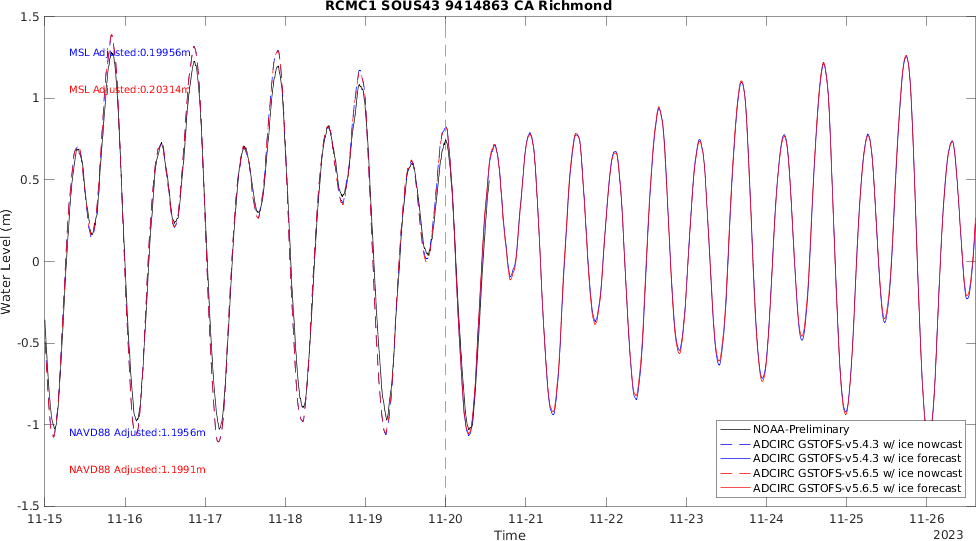 RCMC1 SOUS43 9414863 CA Richmond
1.5
1
0.5
0
-0.5
-1
-1.5
Water Level (m)
MSL Adjusted:0.19956m
MSL Adjusted:0.20314m
NAVD88 Adjusted:1.1956m
NAVD88 Adjusted:1.1991m
NOAA-Preliminary
ADCIRC GSTOFS-v5.4.3 w/ ice nowcast
ADCIRC GSTOFS-v5.4.3 w/ ice forecast
ADCIRC GSTOFS-v5.6.5 w/ ice nowcast
ADCIRC GSTOFS-v5.6.5 w/ ice forecast
11-15 11-16 11-17 11-18 11-19 11-20 11-21 11-22 11-23 11-24 11-25 11-26
Time
2023